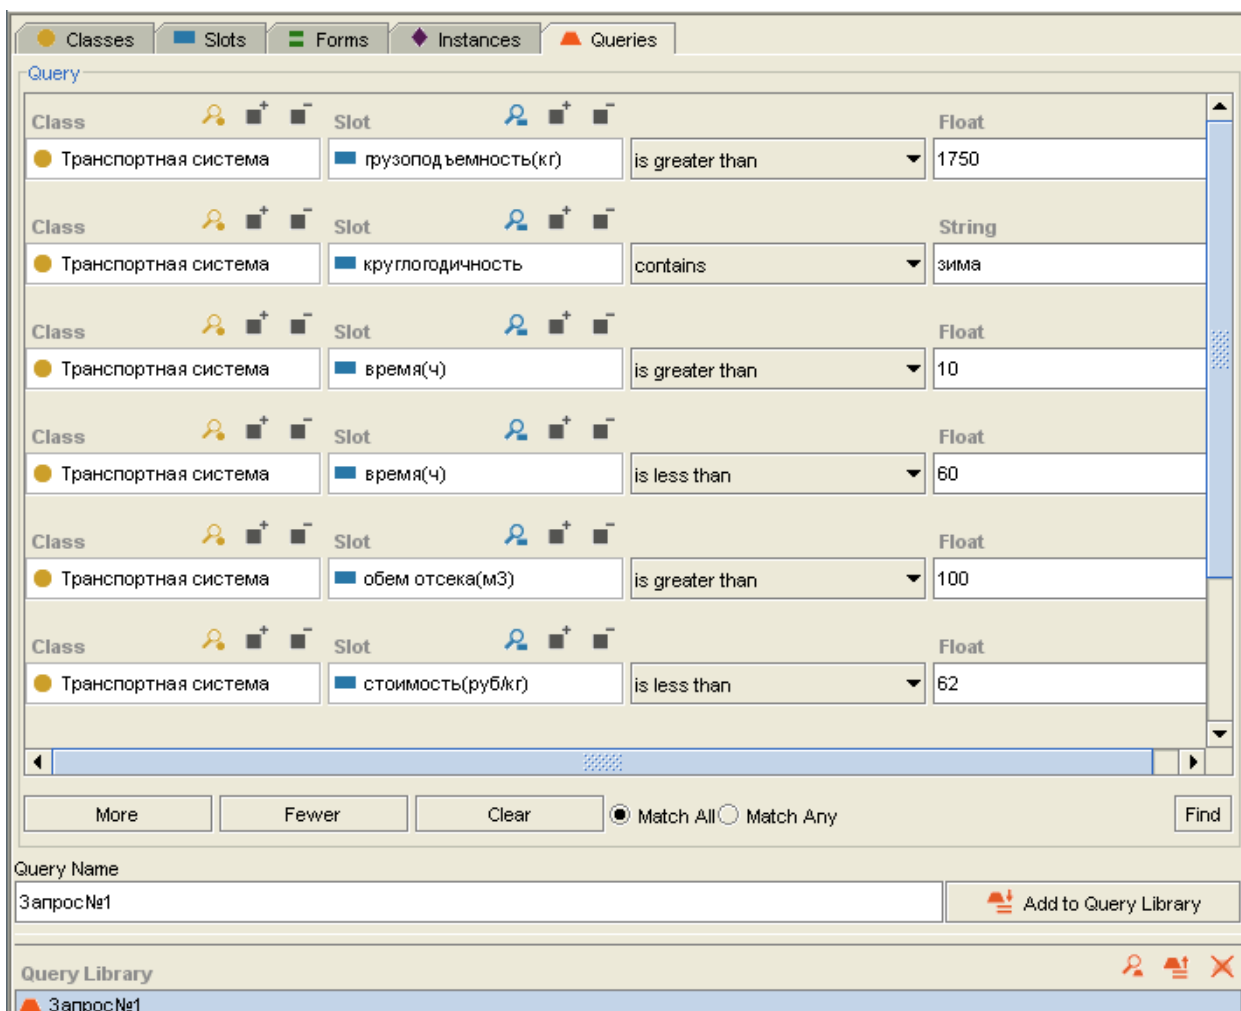 Classes Slots Forms Instances Queries
Query
Class Slot Float
Транспортная система грузоподъемность(кг) is greater than 1750
Class Slot String
Транспортная система круглогодичность contains зима
Class Slot Float
Транспортная система время(ч) is greater than 10
Class Slot Float
Транспортная система время(ч) is less than 60
Class Slot Float
Транспортная система обем отсека(м3) is greater than 100
Class Slot Float
Транспортная система стоимость(руб/кг) is less than 62
More Fewer Clear Match All Match Any Find
Query Name
Запрос№1 Add to Query Library
Query Library
Запрос№1